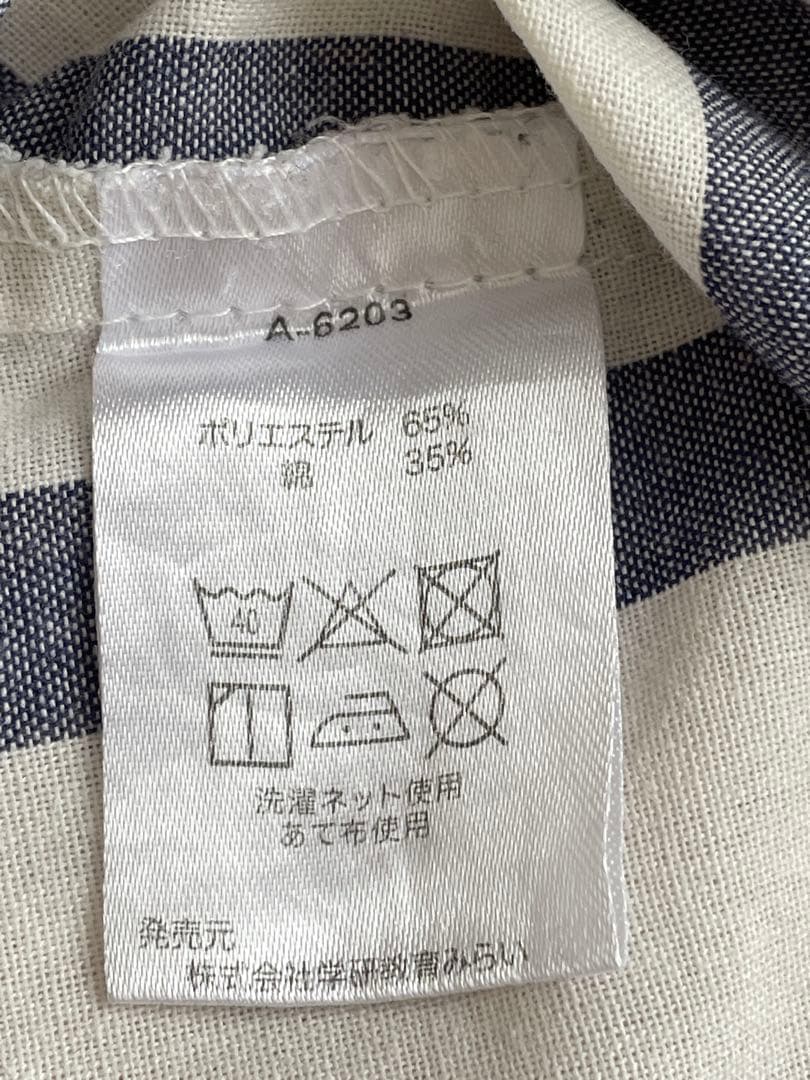 A-6203
ポリエステル 65%
綿 35%
40
洗濯ネット使用
あて布使用
発売元
株式会社学研教育みらい